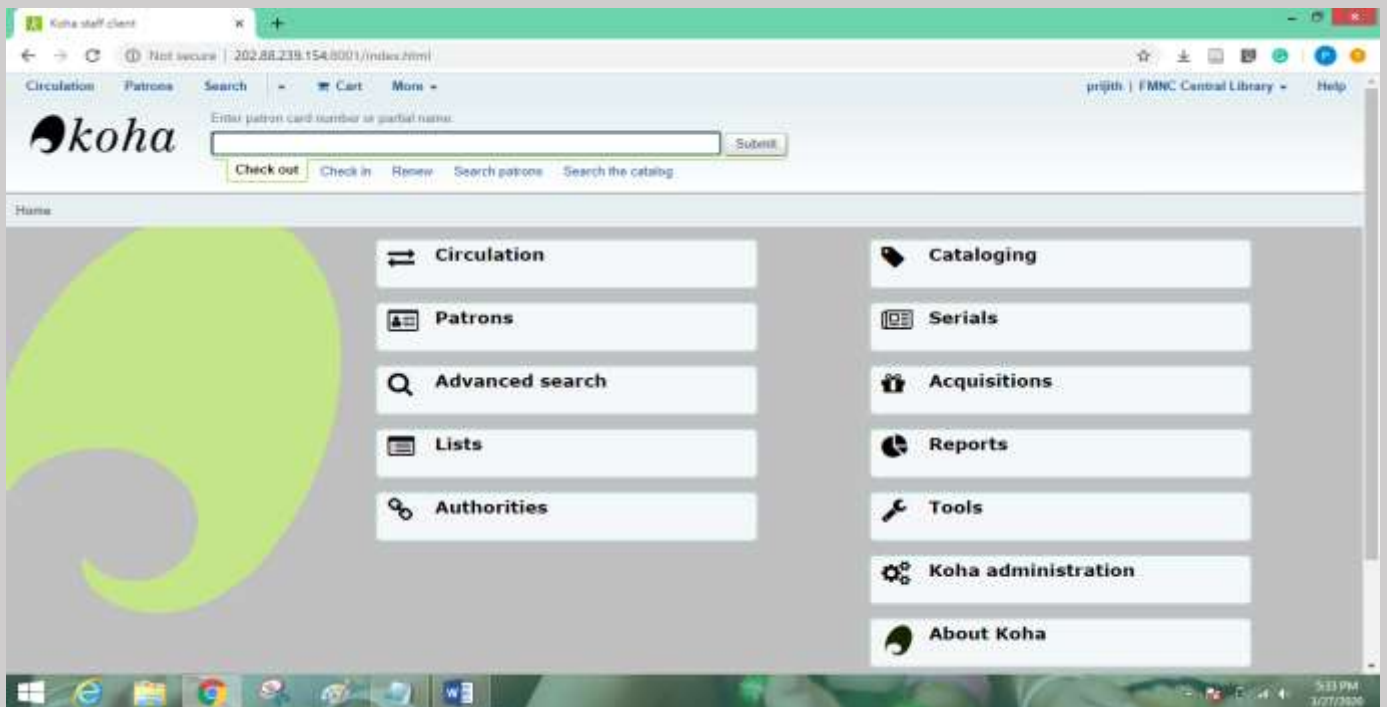 Koha staff client
Not secure | 202.88.239.154:8001/index.html
Circulation Patrons Search Cart More prijith | FMNC Central Library Help
koha
Enter patron card number or partial name:
Submit
Check out Check in Renew Search patrons Search the catalog
Home
Circulation
Patrons
Advanced search
Lists
Authorities
Cataloging
Serials
Acquisitions
Reports
Tools
Koha administration
About Koha
5:33 PM
3/27/2020